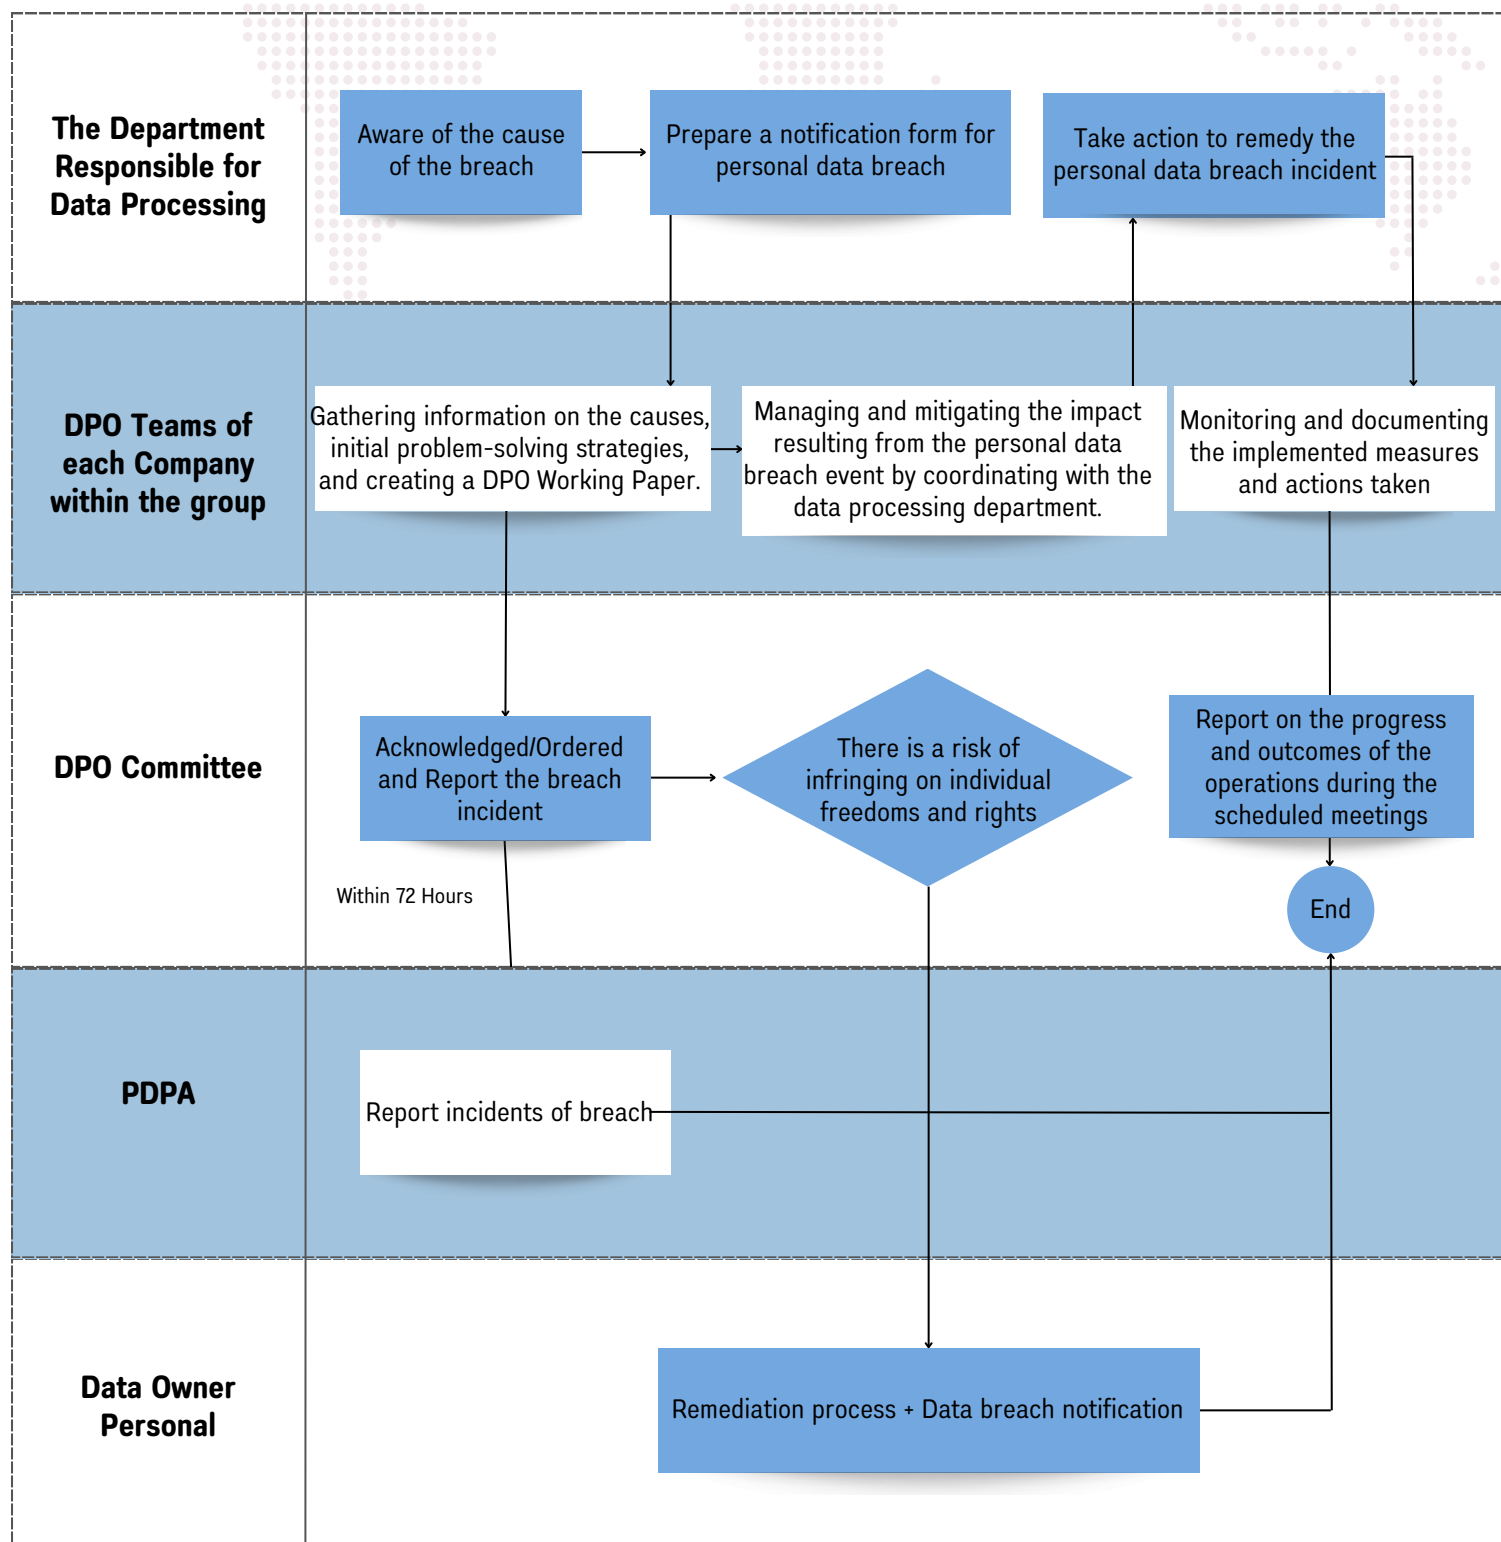 The Department
Responsible for
Data Processing
Aware of the cause
of the breach
Prepare a notification form for
personal data breach
Take action to remedy the
personal data breach incident
DPO Teams of
each Company
within the group
Gathering information on the causes,
initial problem-solving strategies,
and creating a DPO Working Paper.
Managing and mitigating the impact
resulting from the personal data
breach event by coordinating with the
data processing department.
Monitoring and documenting
the implemented measures
and actions taken
DPO Committee
Acknowledged/Ordered
and Report the breach
incident
There is a risk of
infringing on individual
freedoms and rights
Report on the progress
and outcomes of the
operations during the
scheduled meetings
Within 72 Hours
End
PDPA
Report incidents of breach
Data Owner
Personal
Remediation process + Data breach notification